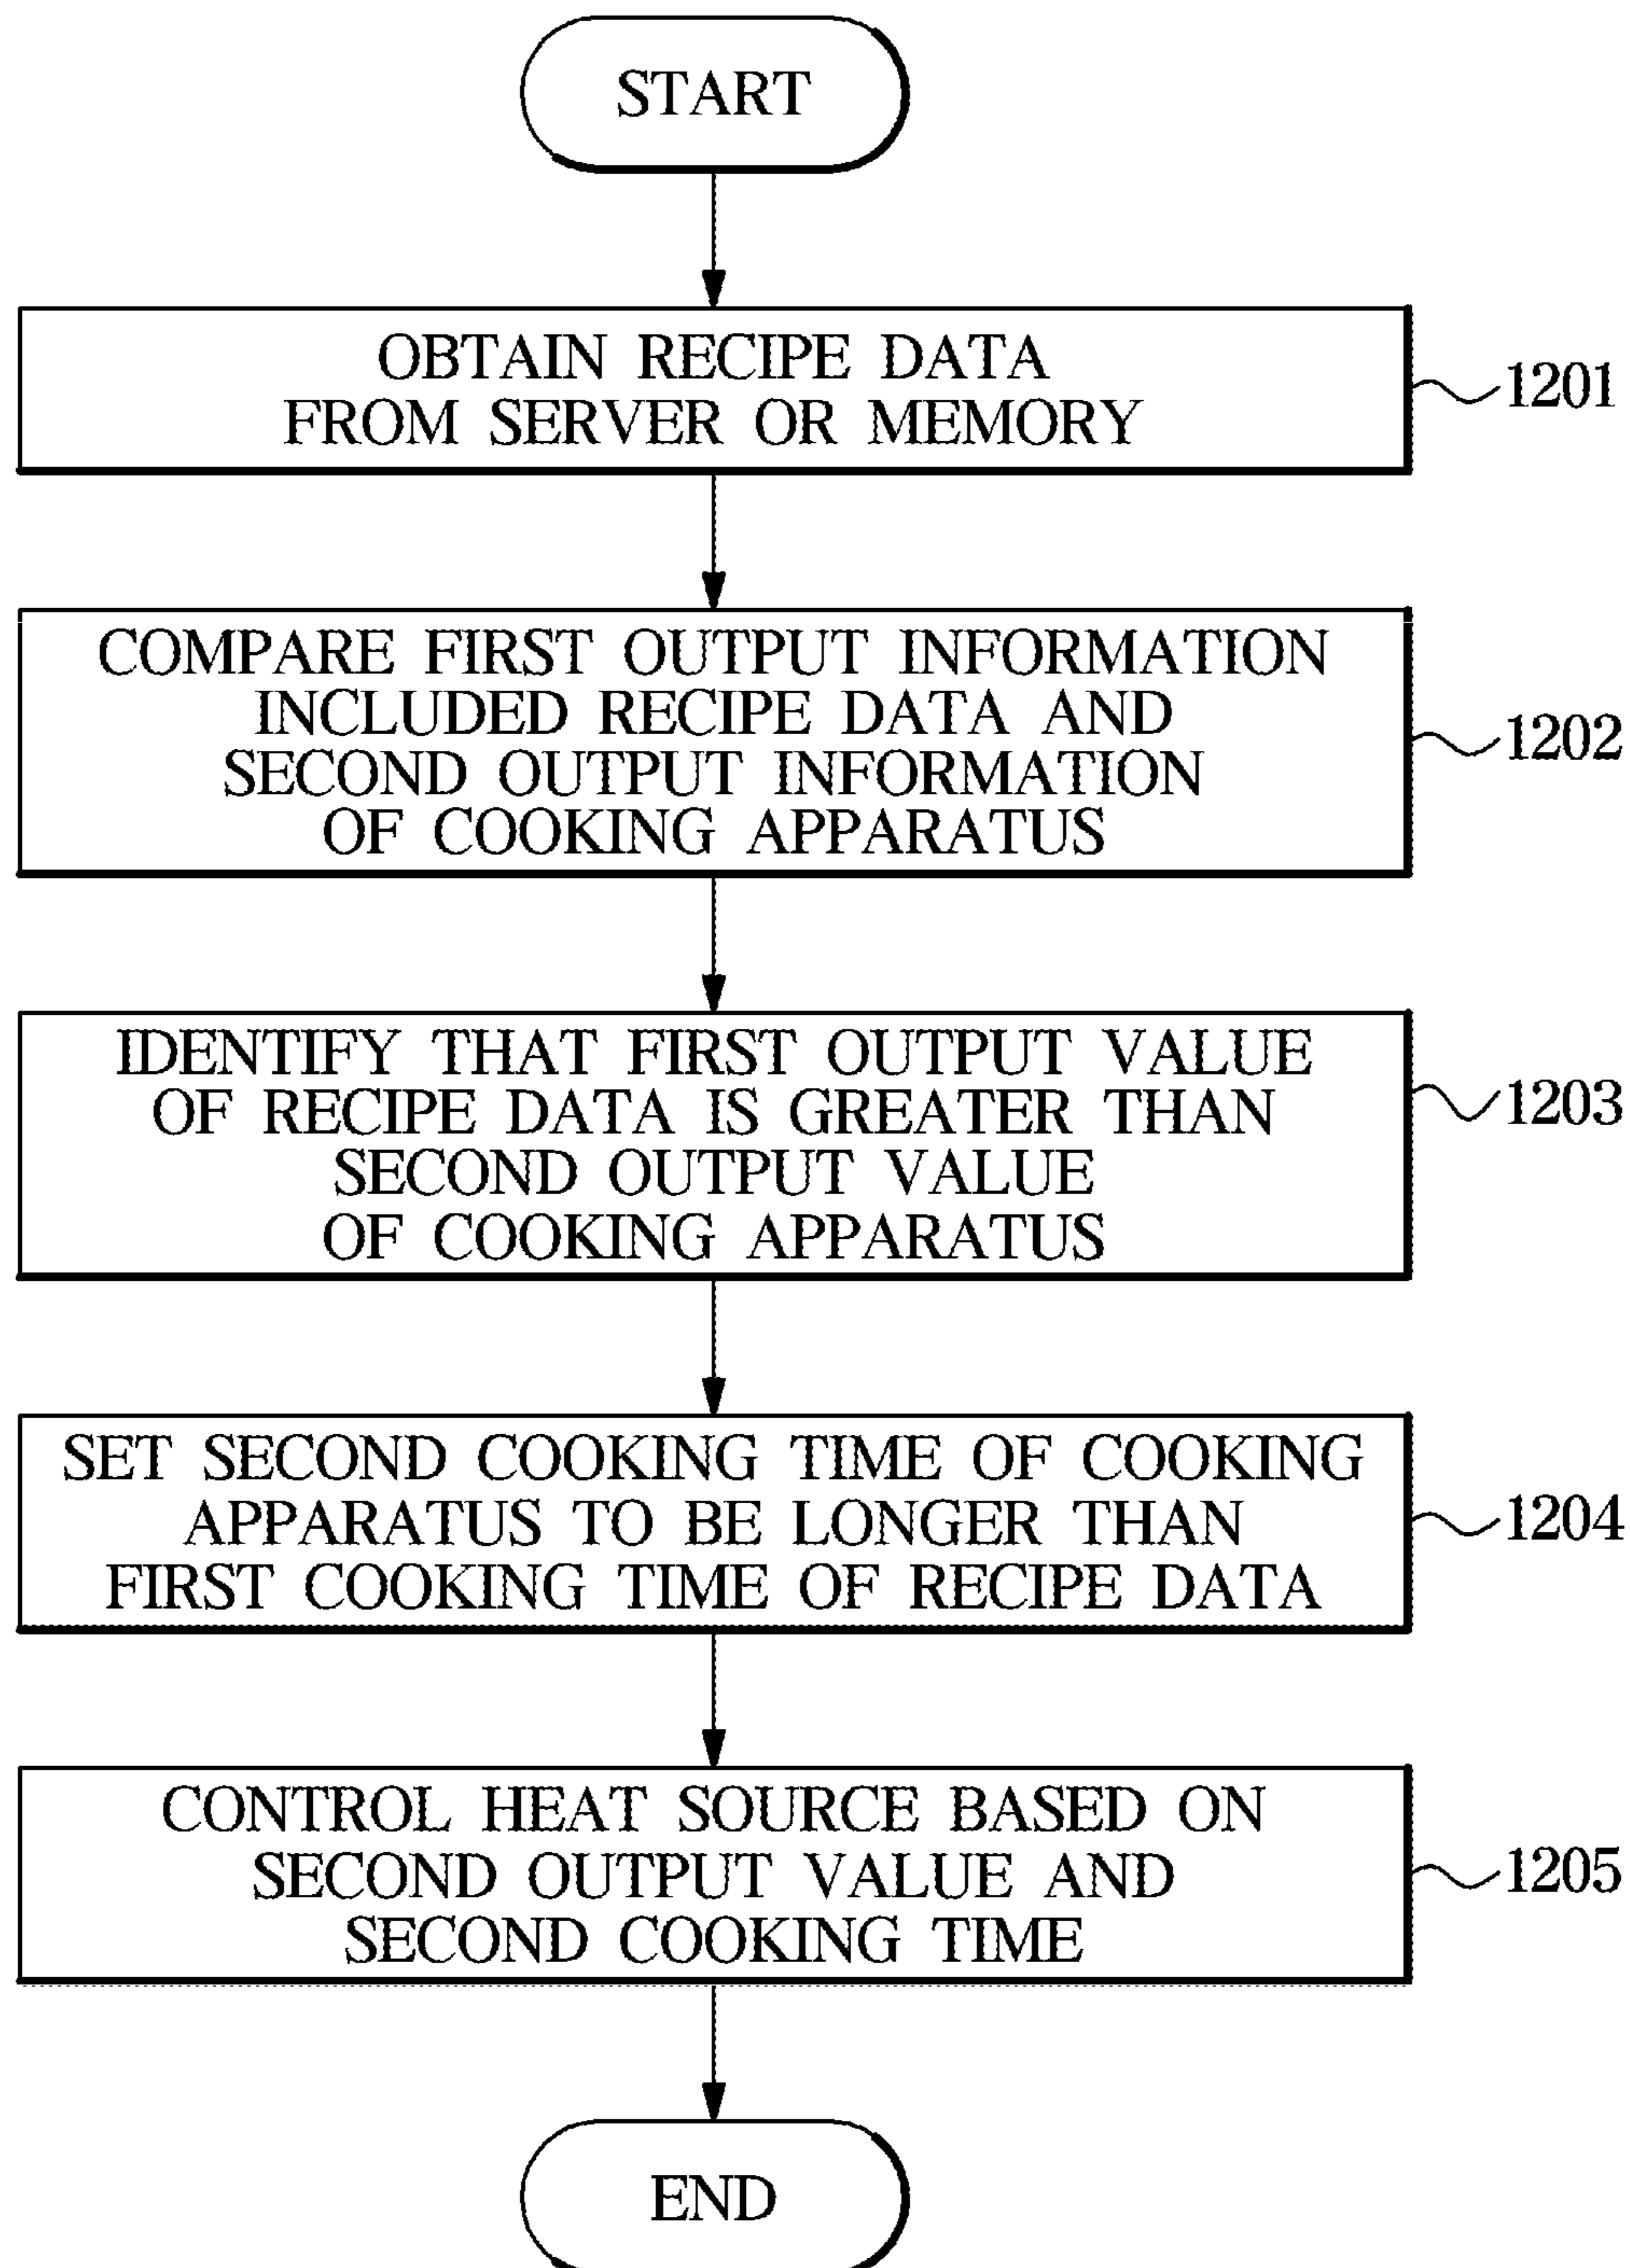 START
OBTAIN RECIPE DATA
FROM SERVER OR MEMORY
1201
COMPARE FIRST OUTPUT INFORMATION
INCLUDED RECIPE DATA AND
SECOND OUTPUT INFORMATION
OF COOKING APPARATUS
1202
IDENTIFY THAT FIRST OUTPUT VALUE
OF RECIPE DATA IS GREATER THAN
SECOND OUTPUT VALUE
OF COOKING APPARATUS
1203
SET SECOND COOKING TIME OF COOKING
APPARATUS TO BE LONGER THAN
FIRST COOKING TIME OF RECIPE DATA
1204
CONTROL HEAT SOURCE BASED ON
SECOND OUTPUT VALUE AND
SECOND COOKING TIME
1205
END